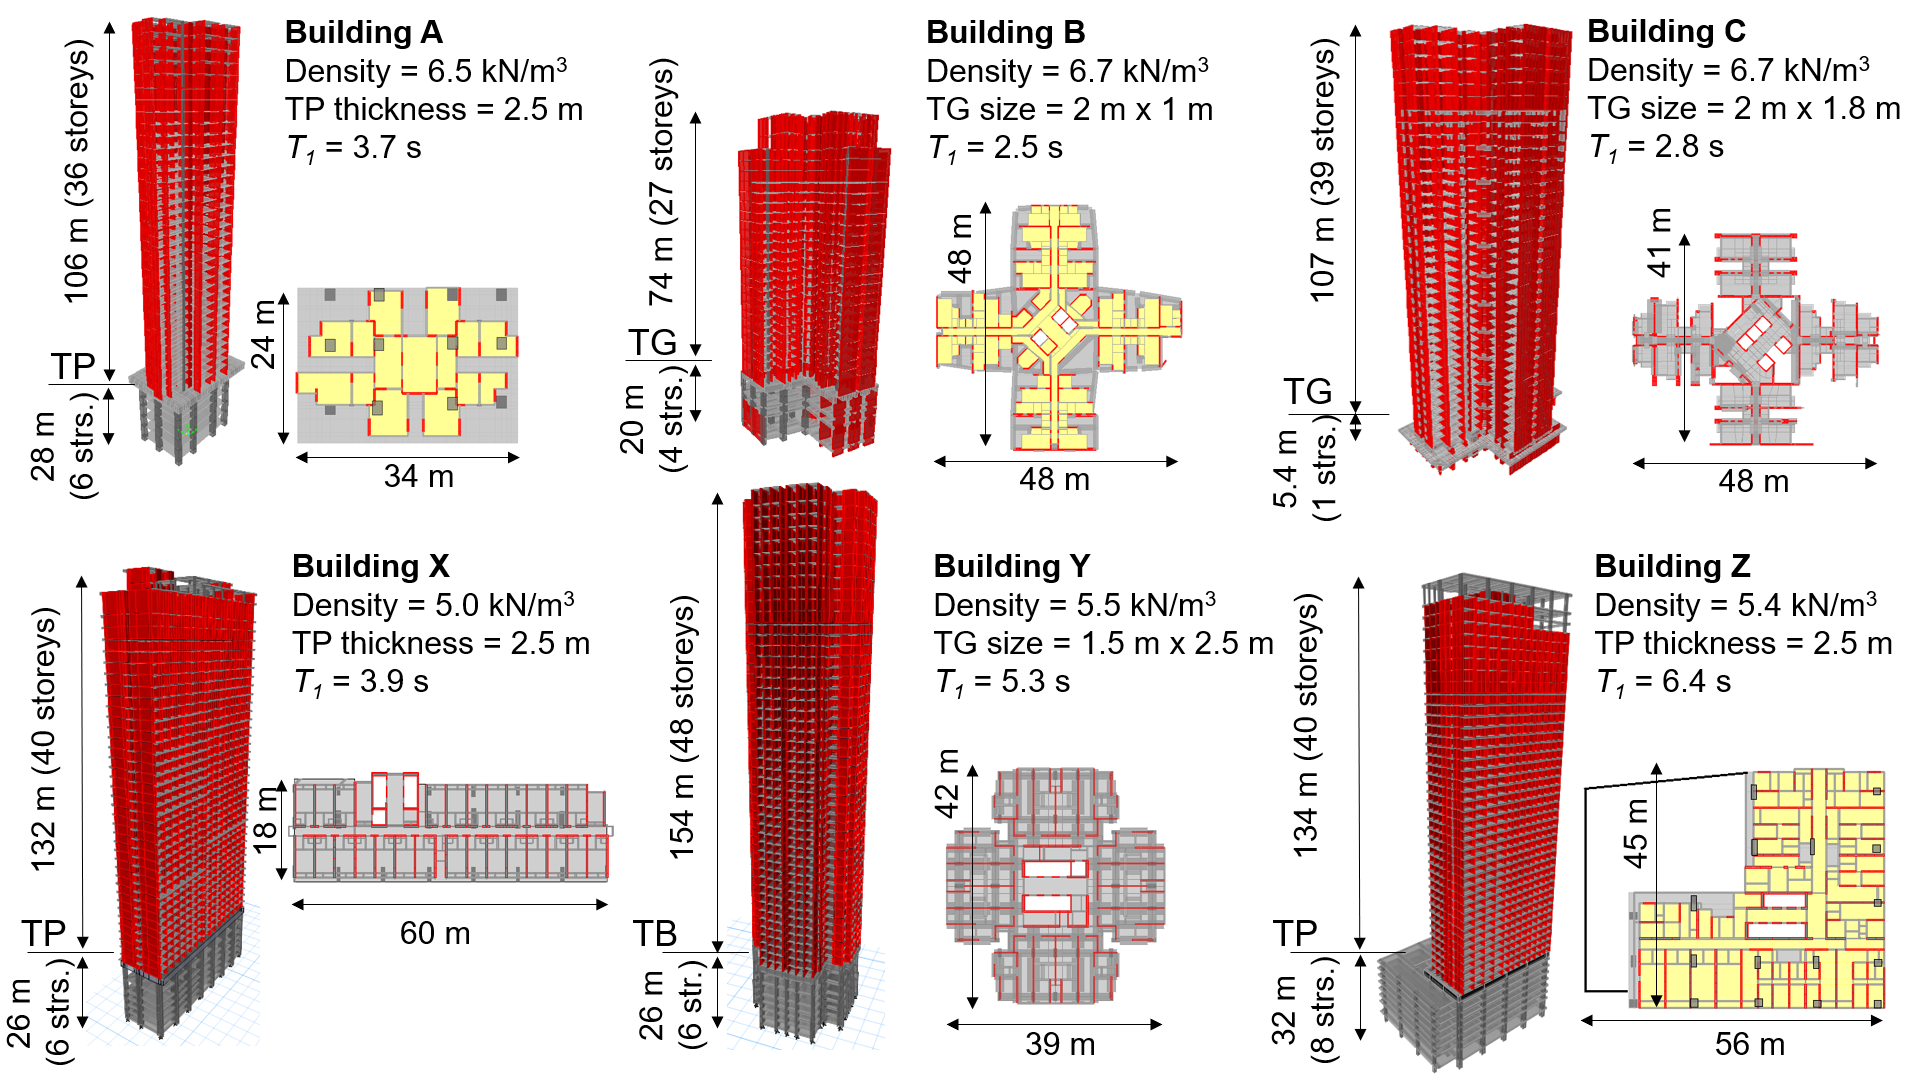 Building A
Density = 6.5 kN/m³
TP thickness = 2.5 m
T₁ = 3.7 s
106 m (36 storeys)
TP
28 m
(6 strs.)
24 m
34 m
Building B
Density = 6.7 kN/m³
TG size = 2 m x 1 m
T₁ = 2.5 s
74 m (27 storeys)
TG
20 m
(4 strs.)
48 m
48 m
Building C
Density = 6.7 kN/m³
TG size = 2 m x 1.8 m
T₁ = 2.8 s
107 m (39 storeys)
TG
5.4 m
(1 strs.)
41 m
48 m
Building X
Density = 5.0 kN/m³
TP thickness = 2.5 m
T₁ = 3.9 s
132 m (40 storeys)
TP
26 m
(6 strs.)
18 m
60 m
Building Y
Density = 5.5 kN/m³
TG size = 1.5 m x 2.5 m
T₁ = 5.3 s
154 m (48 storeys)
TB
26 m
(6 str.)
42 m
39 m
Building Z
Density = 5.4 kN/m³
TP thickness = 2.5 m
T₁ = 6.4 s
134 m (40 storeys)
TP
32 m
(8 strs.)
45 m
56 m